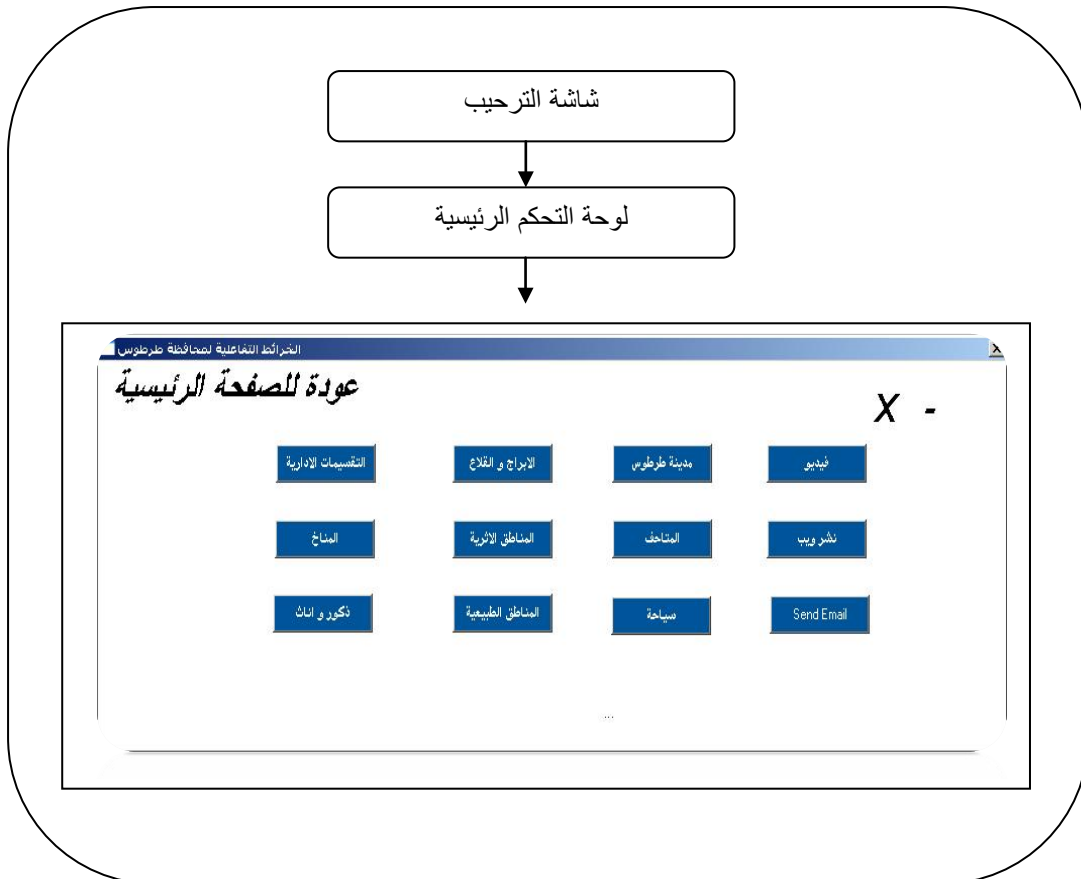 شاشة الترحيب
لوحة التحكم الرئيسية
الخرائط التفاعلية لمحافظة طرطوس
عودة للصفحة الرئيسية
X -
فيديو
مدينة طرطوس
الابراج و القلاع
التقسيمات الادارية
نشر ويب
المتاحف
المناطق الاثرية
المناخ
Send Email
سياحة
المناطق الطبيعية
ذكور و اناث
...